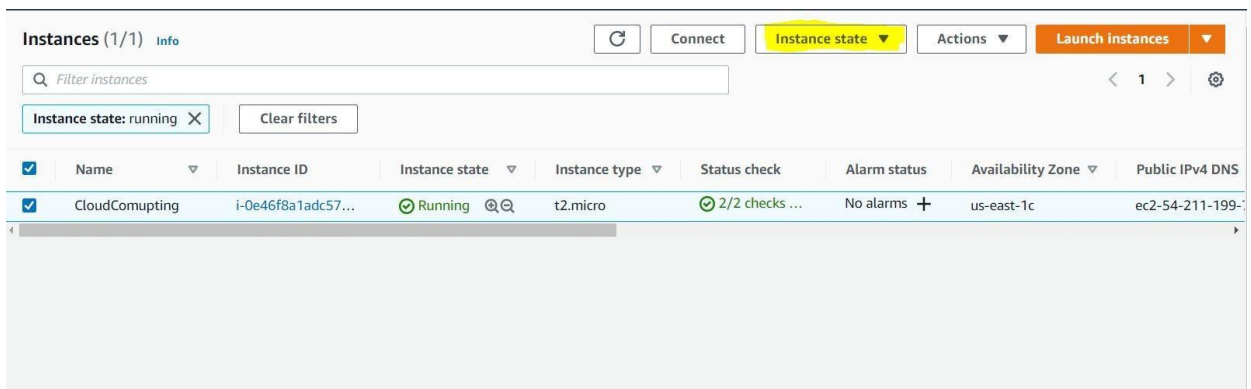 Instances (1/1) Info
Connect
Instance state
Actions
Launch instances
Filter instances
1
Instance state: running
Clear filters
Name Instance ID Instance state Instance type Status check Alarm status Availability Zone Public IPv4 DNS
CloudComupting i-0e46f8a1adc57... Running t2.micro 2/2 checks ... No alarms + us-east-1c ec2-54-211-199-